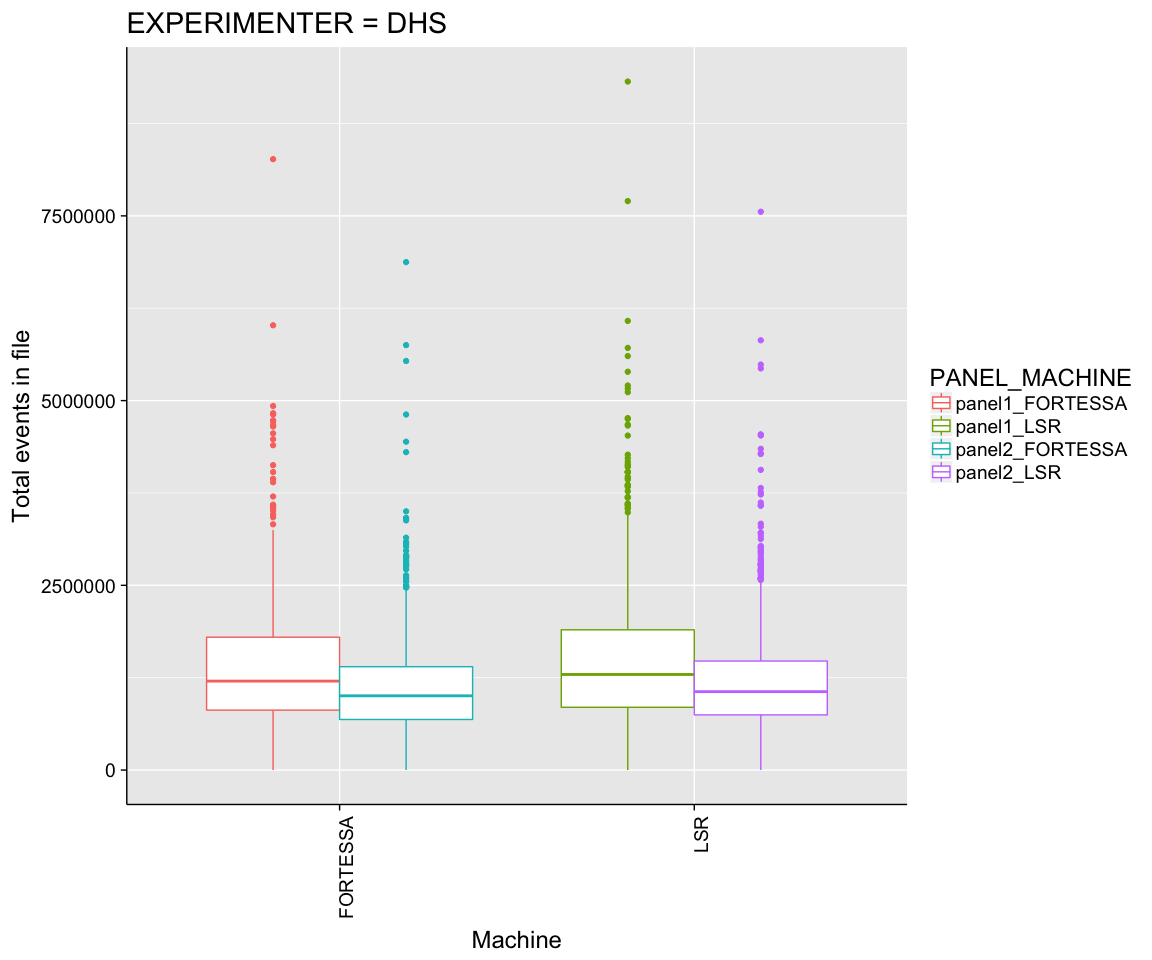 EXPERIMENTER = DHS
Total events in file
7500000
5000000
2500000
0
FORTESSA
LSR
Machine
PANEL_MACHINE
panel1_FORTESSA
panel1_LSR
panel2_FORTESSA
panel2_LSR